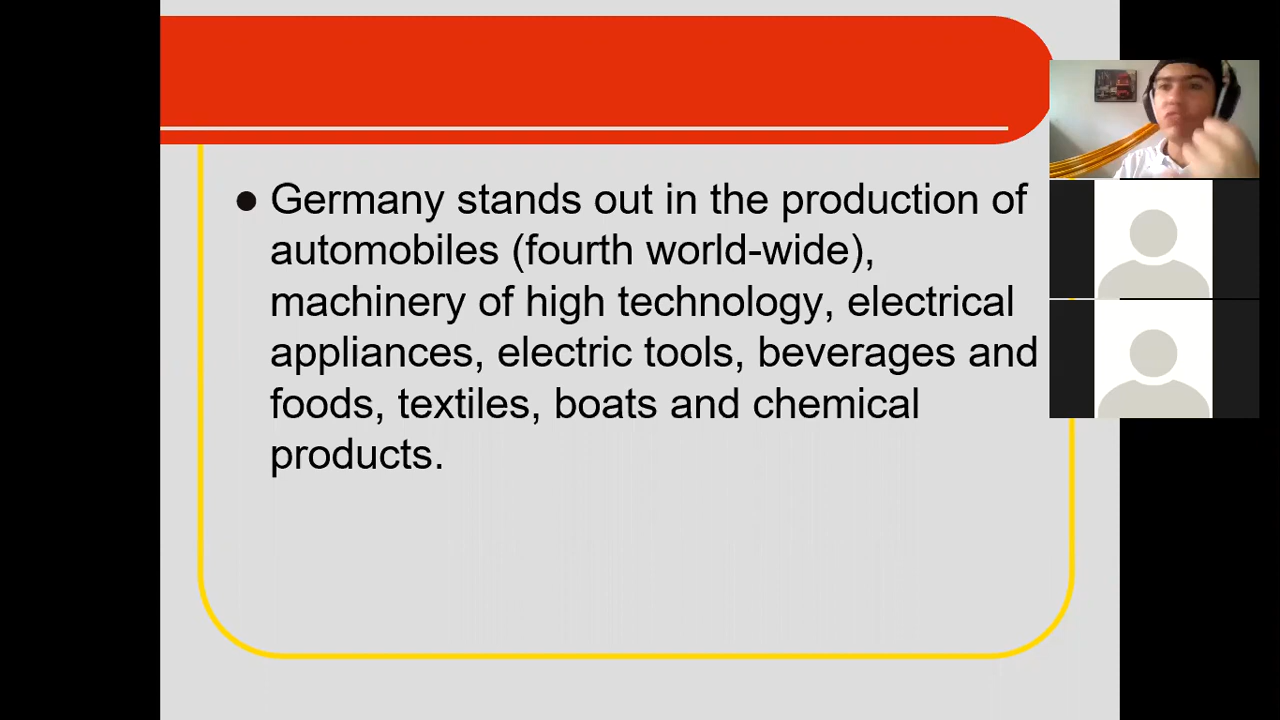 ● Germany stands out in the production of
automobiles (fourth world-wide),
machinery of high technology, electrical
appliances, electric tools, beverages and
foods, textiles, boats and chemical
products.